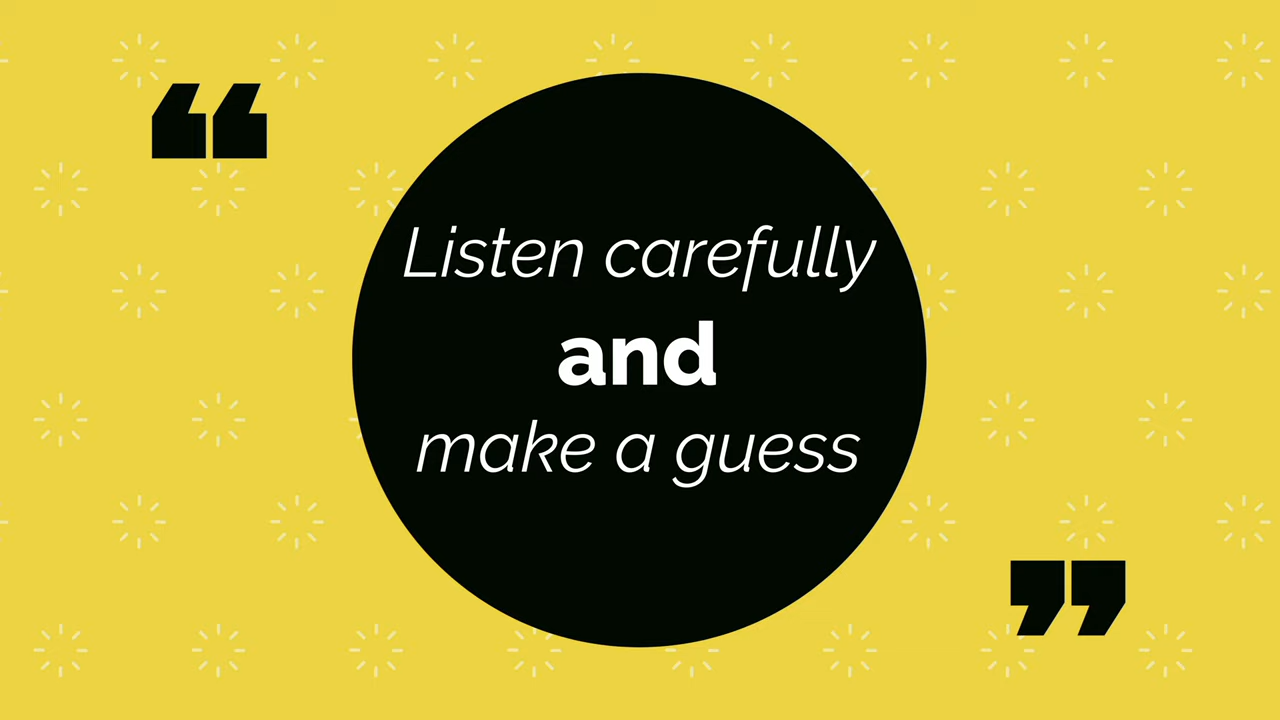 “
Listen carefully
and
make a guess
”